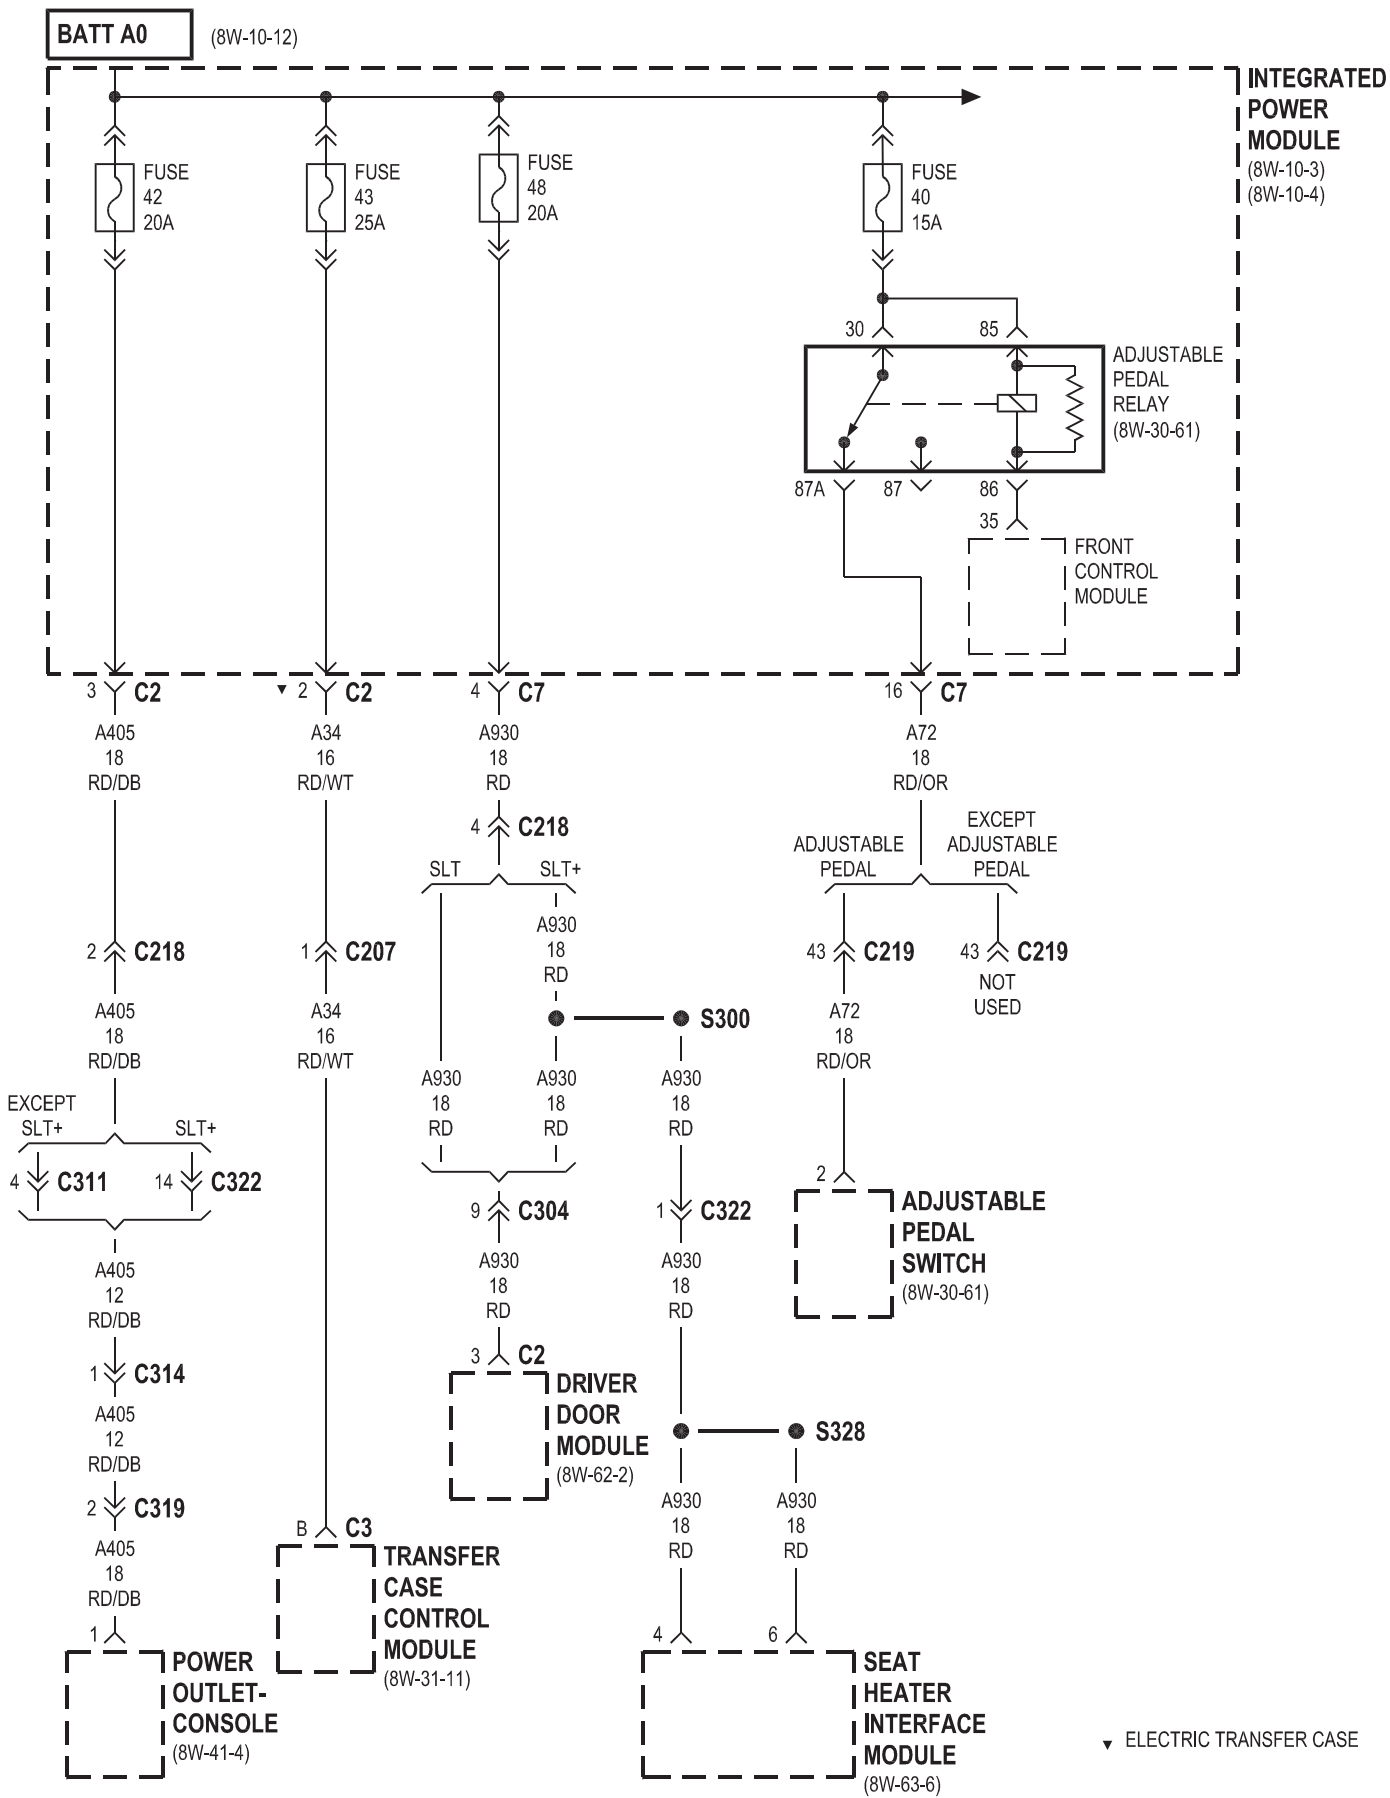 BATT A0
(8W-10-12)
INTEGRATED
POWER
MODULE
(8W-10-3)
(8W-10-4)
FUSE
42
20A
FUSE
43
25A
FUSE
48
20A
FUSE
40
15A
30
85
ADJUSTABLE
PEDAL
RELAY
(8W-30-61)
87A
87
86
35
FRONT
CONTROL
MODULE
3 C2
▼ 2 C2
4 C7
16 C7
A405
18
RD/DB
A34
16
RD/WT
A930
18
RD
A72
18
RD/OR
4 C218
SLT
SLT+
ADJUSTABLE
PEDAL
EXCEPT
ADJUSTABLE
PEDAL
2 C218
1 C207
A930
18
RD
43 C219
43 C219
NOT
USED
A405
18
RD/DB
A34
16
RD/WT
S300
A72
18
RD/OR
A930
18
RD
A930
18
RD
A930
18
RD
EXCEPT
SLT+
SLT+
4 C311
14 C322
9 C304
1 C322
2
ADJUSTABLE
PEDAL
SWITCH
(8W-30-61)
A405
12
RD/DB
A930
18
RD
A930
18
RD
1 C314
3 C2
DRIVER
DOOR
MODULE
(8W-62-2)
A405
12
RD/DB
S328
2 C319
A930
18
RD
A930
18
RD
B C3
TRANSFER
CASE
CONTROL
MODULE
(8W-31-11)
A405
18
RD/DB
1
POWER
OUTLET-
CONSOLE
(8W-41-4)
4
6
SEAT
HEATER
INTERFACE
MODULE
(8W-63-6)
▼ ELECTRIC TRANSFER CASE